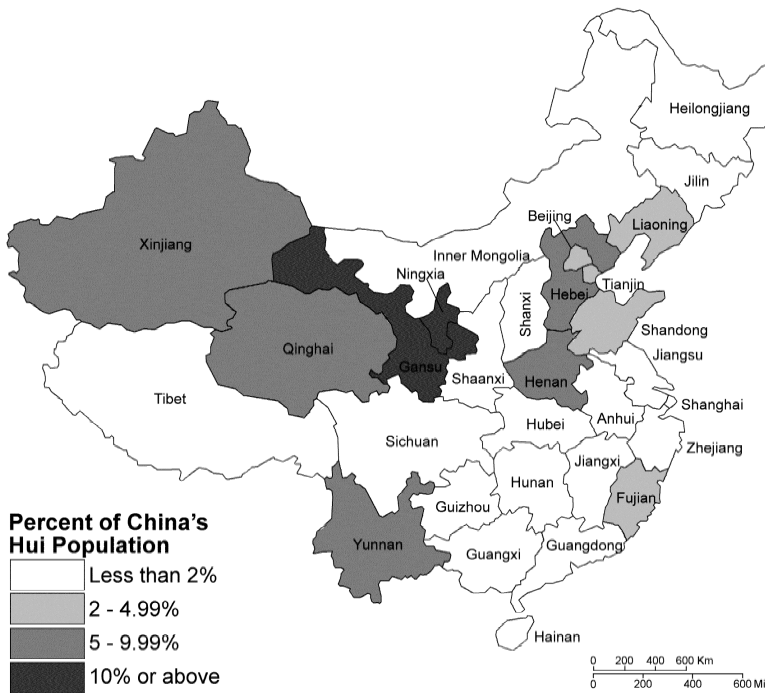 Heilongjiang
Jilin
Beijing
Liaoning
Xinjiang
Inner Mongolia
Ningxia
Tianjin
Hebei
Shanxi
Shandong
Qinghai
Jiangsu
Gansu
Shaanxi
Henan
Tibet
Shanghai
Anhui
Hubei
Sichuan
Zhejiang
Jiangxi
Hunan
Fujian
Guizhou
Yunnan
Guangdong
Guangxi
Hainan
Percent of China's
Hui Population
Less than 2%
2 - 4.99%
5 - 9.99%
10% or above
0 200 400 600 Km
0 200 400 600 Mi